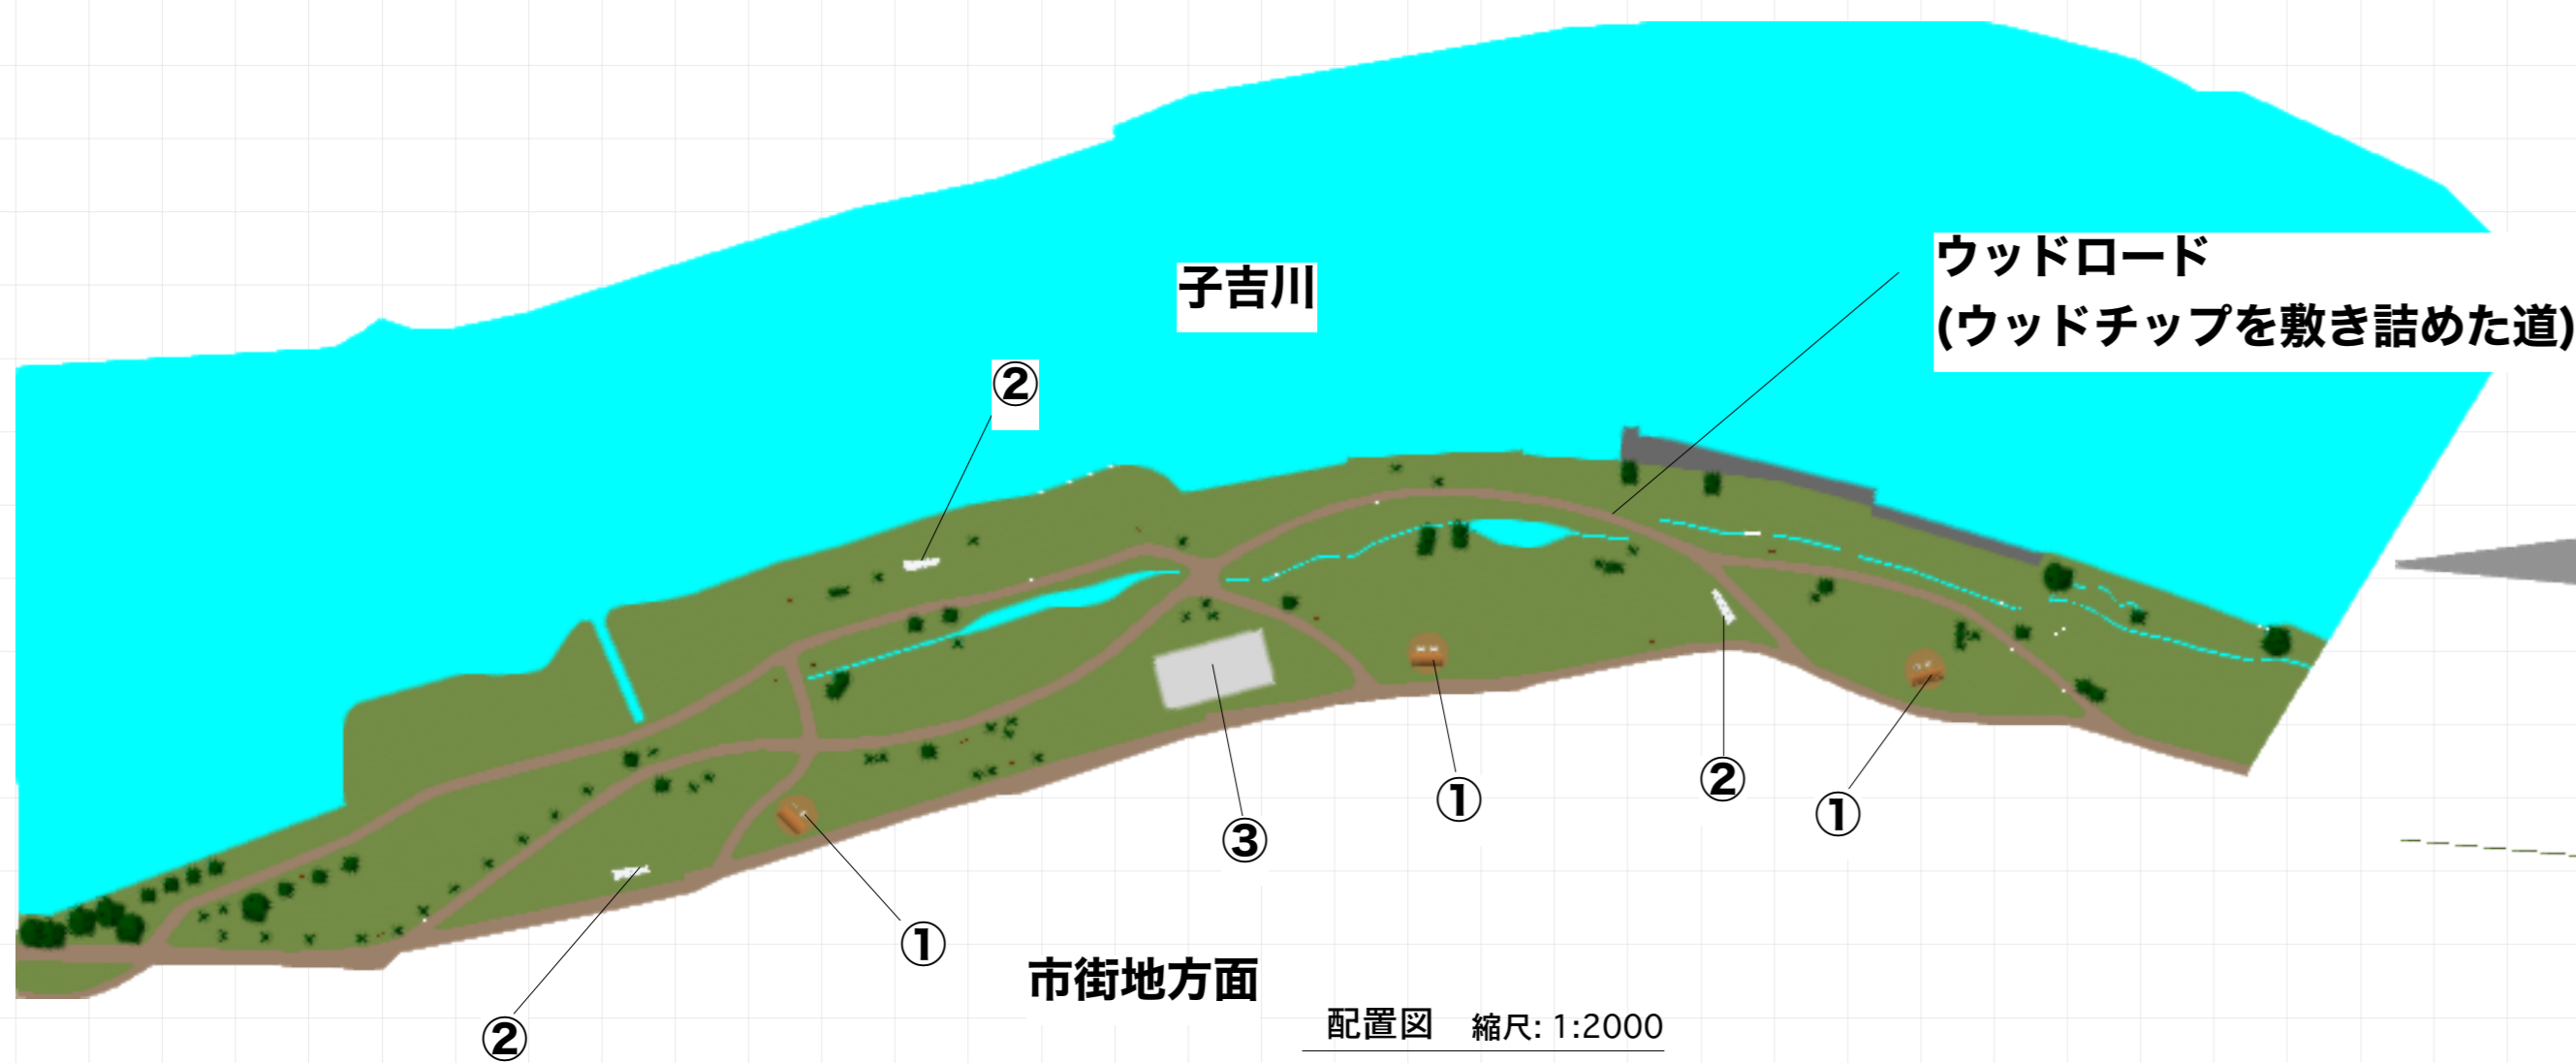 ウッドロード
(ウッドチップを敷き詰めた道)
子吉川
②
②
①
①
③
①
市街地方面
配置図 縮尺: 1:2000
②